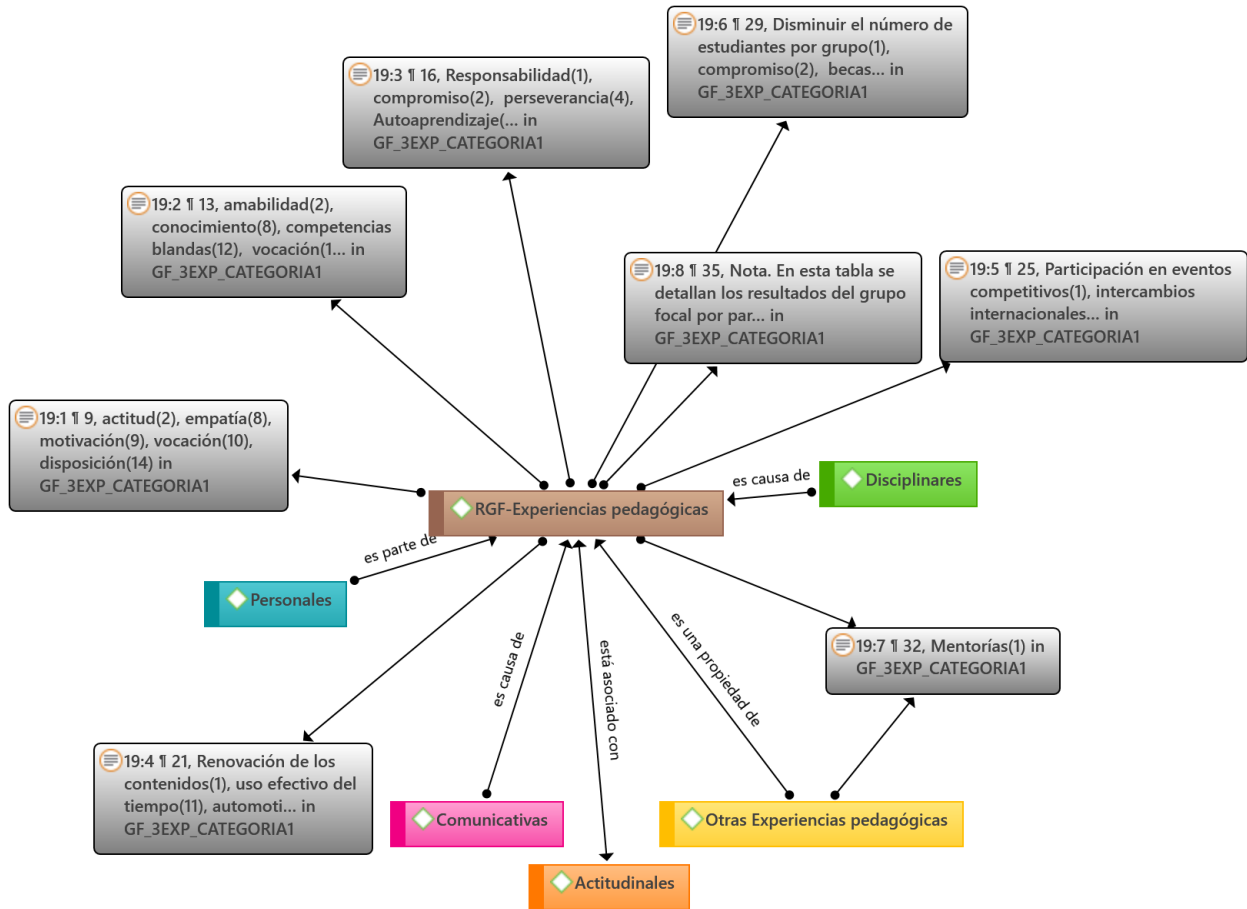 19:6 ¶ 29, Disminuir el número de
estudiantes por grupo(1),
compromiso(2), becas... in
GF_3EXP_CATEGORIA1
19:3 ¶ 16, Responsabilidad(1),
compromiso(2), perseverancia(4),
Autoaprendizaje(... in
GF_3EXP_CATEGORIA1
19:2 ¶ 13, amabilidad(2),
conocimiento(8), competencias
blandas(12), vocación(1... in
GF_3EXP_CATEGORIA1
19:8 ¶ 35, Nota. En esta tabla se
detallan los resultados del grupo
focal por par... in
GF_3EXP_CATEGORIA1
19:5 ¶ 25, Participación en eventos
competitivos(1), intercambios
internacionales... in
GF_3EXP_CATEGORIA1
19:1 ¶ 9, actitud(2), empatía(8),
motivación(9), vocación(10),
disposición(14) in
GF_3EXP_CATEGORIA1
es causa de
Disciplinares
RGF-Experiencias pedagógicas
es parte de
Personales
es causa de
está asociado con
es una propiedad de
19:7 ¶ 32, Mentorías(1) in
GF_3EXP_CATEGORIA1
19:4 ¶ 21, Renovación de los
contenidos(1), uso efectivo del
tiempo(11), automoti... in
GF_3EXP_CATEGORIA1
Comunicativas
Otras Experiencias pedagógicas
Actitudinales